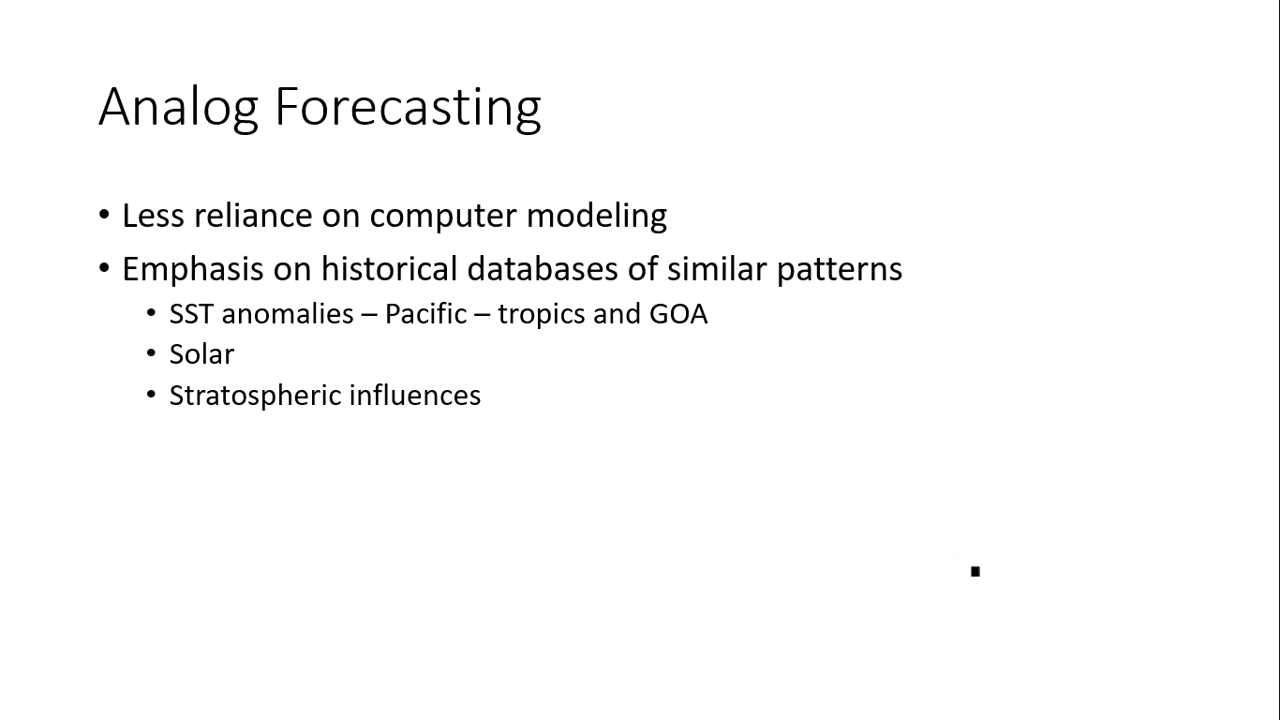 Analog Forecasting
• Less reliance on computer modeling
• Emphasis on historical databases of similar patterns
• SST anomalies – Pacific – tropics and GOA
• Solar
• Stratospheric influences